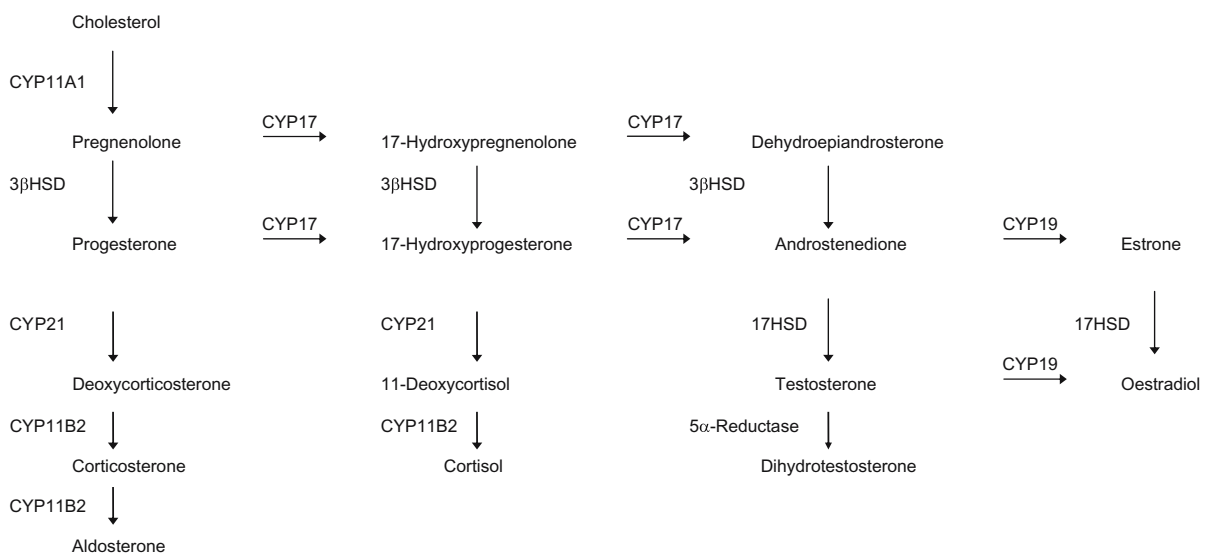 Cholesterol
CYP11A1
CYP17 CYP17
Pregnenolone 17-Hydroxypregnenolone Dehydroepiandrosterone
3βHSD 3βHSD 3βHSD
CYP17 CYP17 CYP19
Progesterone 17-Hydroxyprogesterone Androstenedione Estrone
CYP21 CYP21 17HSD 17HSD
CYP19
Deoxycorticosterone 11-Deoxycortisol Testosterone Oestradiol
CYP11B2 CYP11B2 5α-Reductase
Corticosterone Cortisol Dihydrotestosterone
CYP11B2
Aldosterone